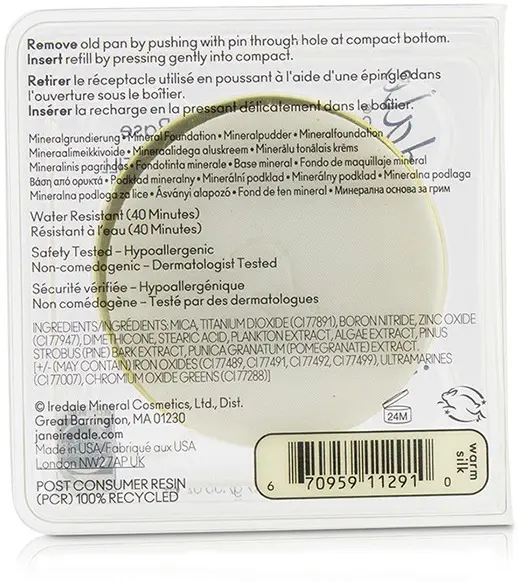 Remove old pan by pushing with pin through hole at compact bottom.
Insert refill by pressing gently into compact.
Retirer le réceptacle utilisé en poussant à l'aide d'une épingle dans
l'ouverture sous le boîtier.
Insérer la recharge en la pressant délicatement dans le boîtier.
Mineralgrundierung • Mineral Foundation • Mineralpudder • Mineralfoundation
Mineraalimeikkivoide • Mineraalidega aluskreem • Minerālu tonālais krēms
Mineralinis pagrindas • Fondotinta minerale • Base mineral • Fondo de maquillaje mineral
Βάση από ορυκτά • Podkład mineralny • Minerální podklad • Minerálny podklad • Mineralna podlaga
Mineralna podloga za lice • Ásványi alapozó • Fond de ten mineral • Минерална основа за грим
Water Resistant (40 Minutes)
Résistant à l'eau (40 Minutes)
Safety Tested – Hypoallergenic
Non-comedogenic – Dermatologist Tested
Sécurité vérifiée – Hypoallergénique
Non comédogène – Testé par des dermatologues
INGREDIENTS/INGRÉDIENTS: MICA, TITANIUM DIOXIDE (CI 77891), BORON NITRIDE, ZINC OXIDE
(CI 77947), DIMETHICONE, STEARIC ACID, PLANKTON EXTRACT, ALGAE EXTRACT, PINUS
STROBUS (PINE) BARK EXTRACT, PUNICA GRANATUM (POMEGRANATE) EXTRACT.
[+/- (MAY CONTAIN) IRON OXIDES (CI 77489, CI 77491, CI 77492, CI 77499), ULTRAMARINES
(CI 77007), CHROMIUM OXIDE GREENS (CI 77288)]
© Iredale Mineral Cosmetics, Ltd., Dist.
Great Barrington, MA 01230
janeiredale.com
Made in USA/Fabriqué aux USA
London NW2 7AP UK
POST CONSUMER RESIN
(PCR) 100% RECYCLED
24M
warm
silk
6 70959 11291 0